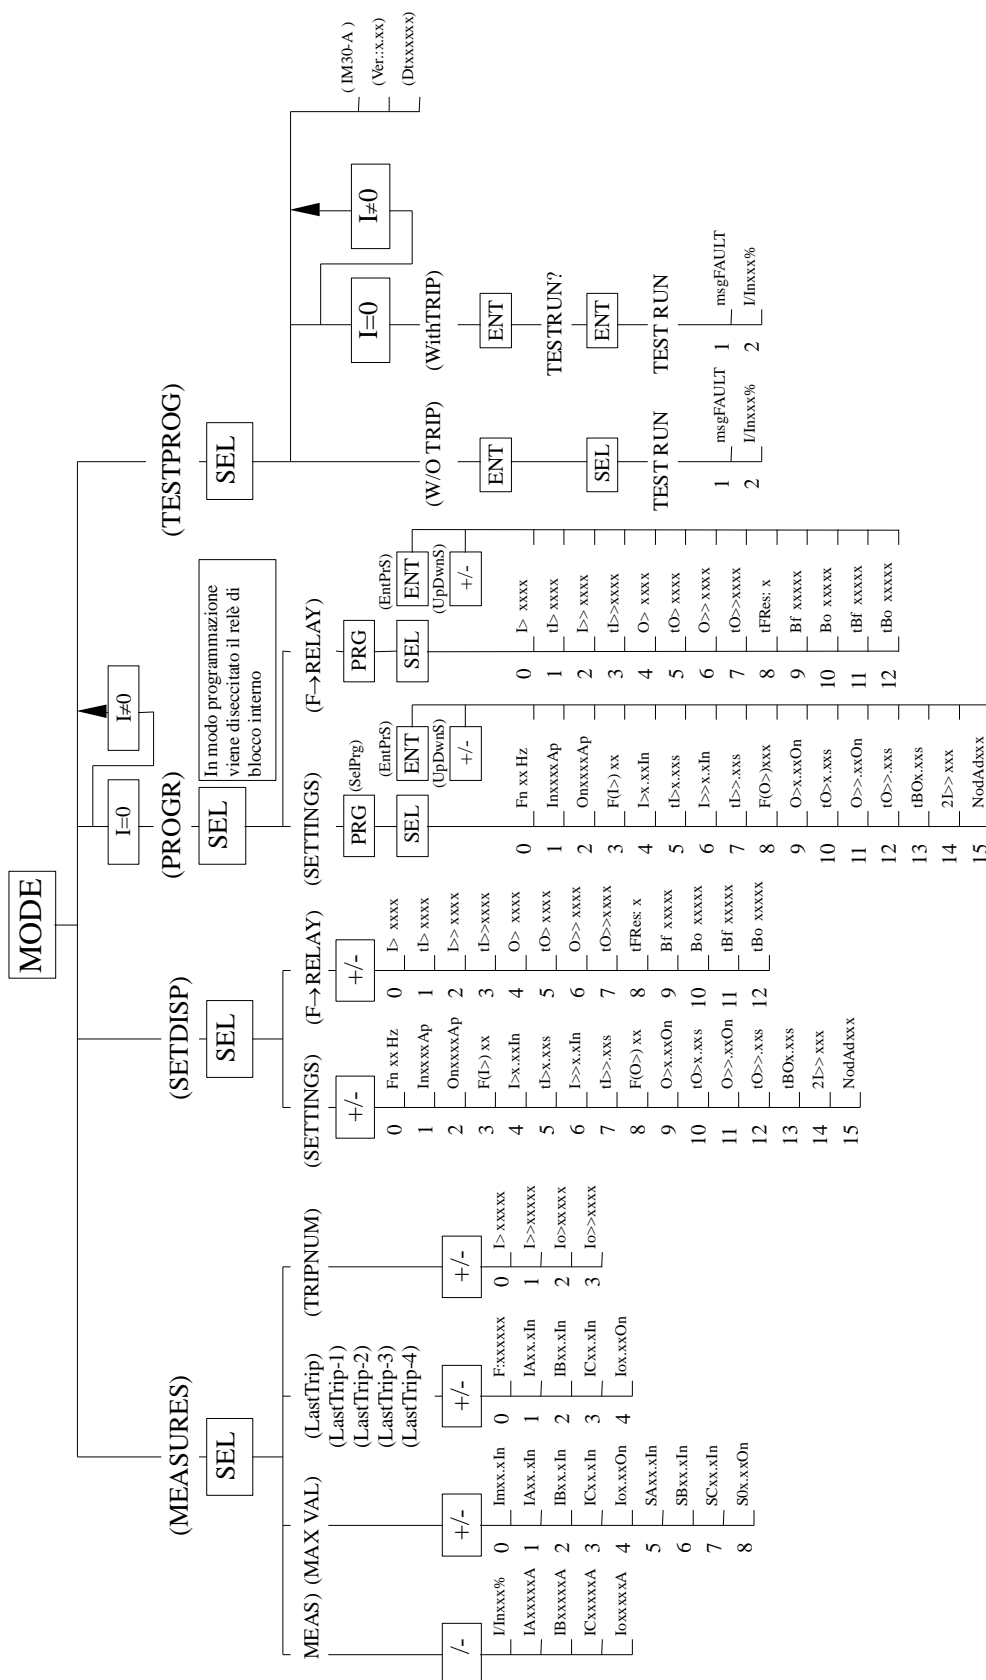 MODE
(MEASURES)
SEL
MEAS)
/-
I/Inxxx%
IAxxxxxA
IBxxxxxA
ICxxxxxA
IoxxxxxA
(MAX VAL)
+/-
0 Imxx.xIn
1 IAxx.xIn
2 IBxx.xIn
3 ICxx.xIn
4 Iox.xxOn
5 SAxx.xIn
6 SBxx.xIn
7 SCxx.xIn
8 S0x.xxOn
(LastTrip)
(LastTrip-1)
(LastTrip-2)
(LastTrip-3)
(LastTrip-4)
+/-
0 F:xxxxxx
1 IAxx.xIn
2 IBxx.xIn
3 ICxx.xIn
4 Iox.xxOn
(TRIPNUM)
+/-
0 I>xxxxx
1 I>>xxxxx
2 Io>xxxxx
3 Io>>xxxx
(SETDISP)
SEL
(SETTINGS)
+/-
0 Fn xx Hz
1 InxxxxAp
2 OnxxxxAp
3 F(I>) xx
4 I>x.xxIn
5 tI>x.xxs
6 I>>x.xIn
7 tI>>.xxs
8 F(O>) xx
9 O>x.xxOn
10 tO>x.xxs
11 O>>.xxOn
12 tO>>.xxs
13 tBOx.xxs
14 2I>> xxx
15 NodAdxxx
(F→RELAY)
+/-
0 I> xxxx
1 tI> xxxx
2 I>> xxxx
3 tI>>xxxx
4 O> xxxx
5 tO> xxxx
6 O>> xxxx
7 tO>>xxxx
8 tFRes: x
9 Bf xxxxx
10 Bo xxxxx
11 tBf xxxxx
12 tBo xxxxx
I=0
I≠0
(PROGR)
SEL
In modo programmazione
viene diseccitato il relè di
blocco interno
(SETTINGS)
PRG (SelPrg)
SEL
(EntPrS)
ENT
(UpDwnS)
+/-
0 Fn xx Hz
1 InxxxxAp
2 OnxxxxAp
3 F(I>) xx
4 I>x.xxIn
5 tI>x.xxs
6 I>>x.xIn
7 tI>>.xxs
8 F(O>)xxx
9 O>x.xxOn
10 tO>x.xxs
11 O>>.xxOn
12 tO>>.xxs
13 tBOx.xxs
14 2I>> xxx
15 NodAdxxx
(F→RELAY)
PRG
SEL
(EntPrS)
ENT
(UpDwnS)
+/-
0 I> xxxx
1 tI> xxxx
2 I>> xxxx
3 tI>>xxxx
4 O> xxxx
5 tO> xxxx
6 O>> xxxx
7 tO>>xxxx
8 tFRes: x
9 Bf xxxxx
10 Bo xxxxx
11 tBf xxxxx
12 tBo xxxxx
(TESTPROG)
SEL
(W/O TRIP)
ENT
SEL
TEST RUN
1 msgFAULT
2 I/Inxxx%
I=0
I≠0
(WithTRIP)
ENT
TESTRUN?
ENT
TEST RUN
1 msgFAULT
2 I/Inxxx%
( IM30-A )
(Ver.:x.xx)
(Dtxxxxxx)